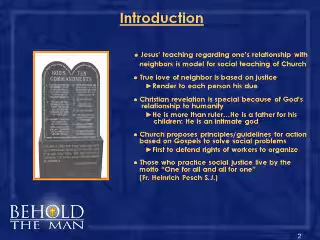 Introduction
● Jesus' teaching regarding one's relationship with
neighbors is model for social teaching of Church
GOD'S TEN
COMMANDMENTS
● True love of neighbor is based on justice
►Render to each person his due
● Christian revelation is special because of God's
relationship to humanity
►He is more than ruler…He is a father for his
children; He is an intimate god
● Church proposes principles/guidelines for action
based on Gospels to solve social problems
►First to defend rights of workers to organize
● Those who practice social justice live by the
motto "One for all and all for one"
(Fr. Heinrich Pesch S.J.)
BEHOLD
THE MAN
2